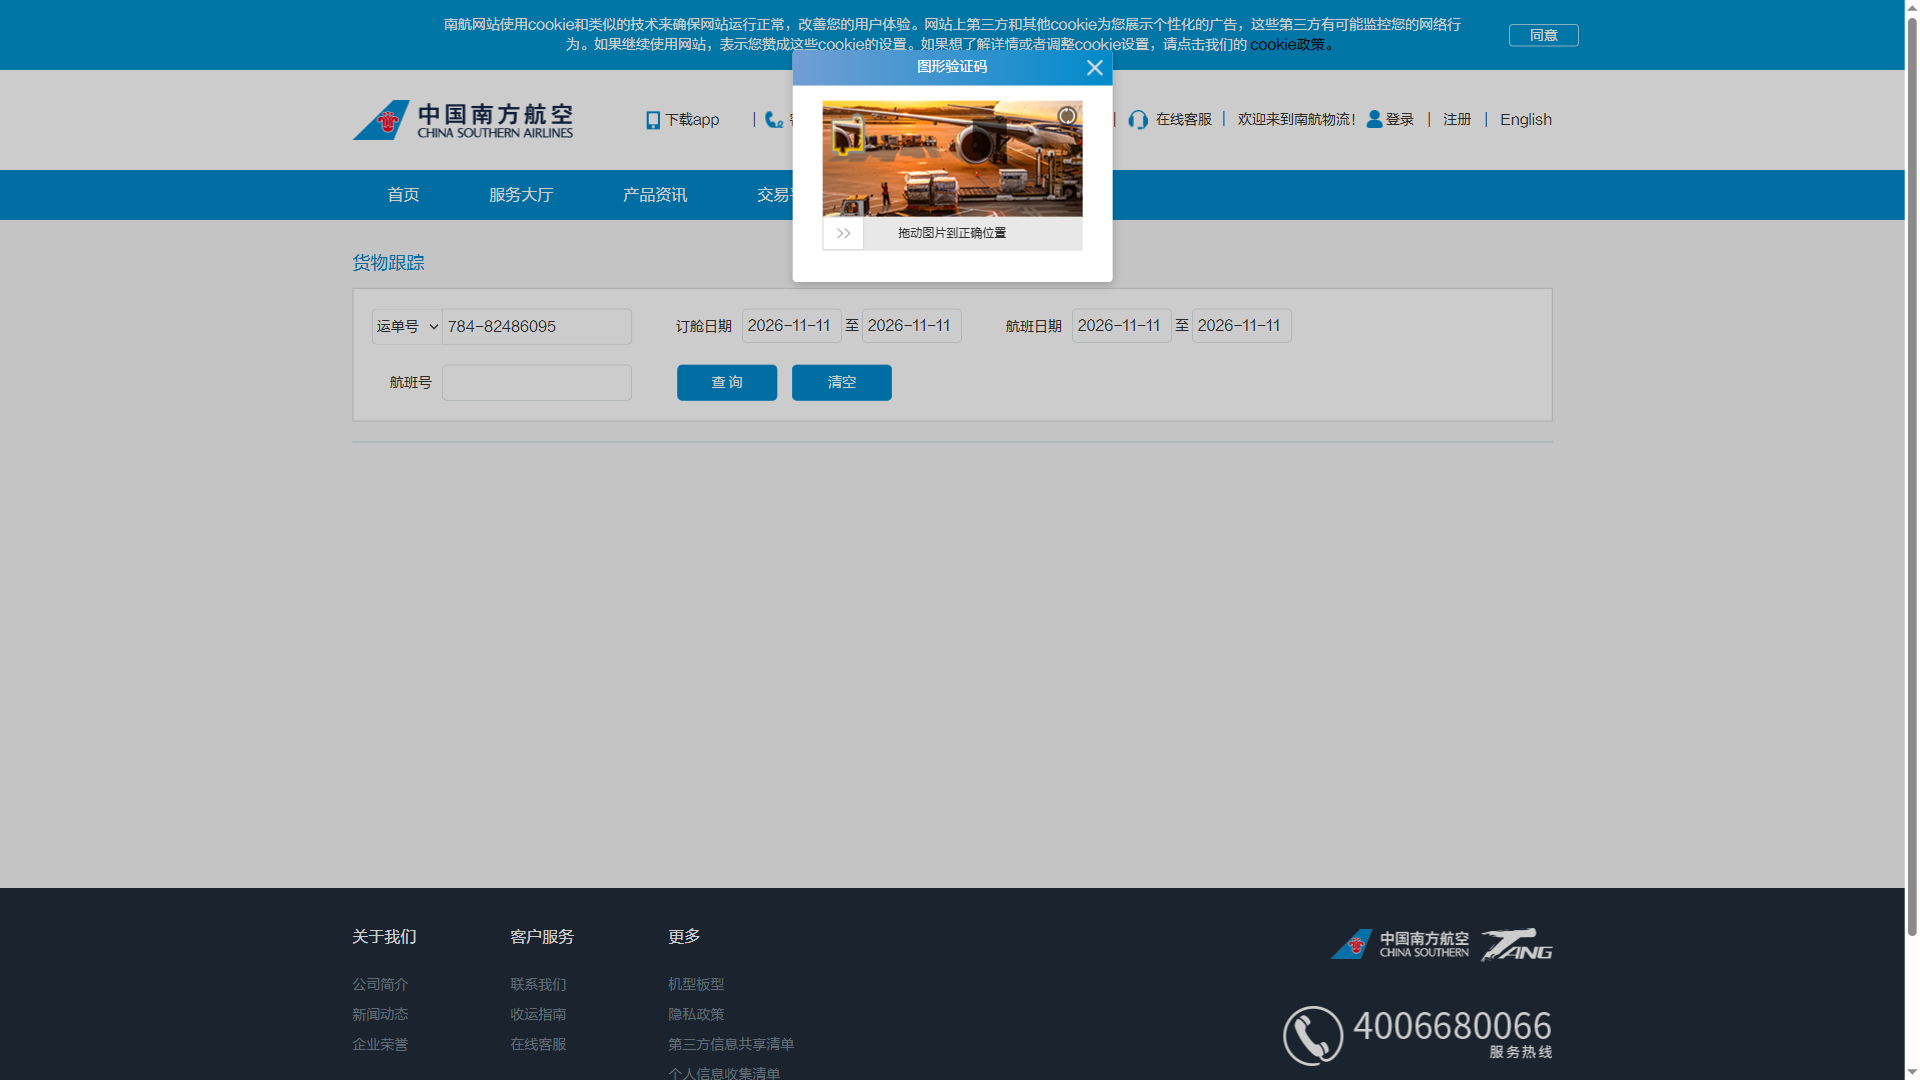 南航网站使用cookie和类似的技术来确保网站运行正常，改善您的用户体验。网站上第三方和其他cookie为您展示个性化的广告，这些第三方有可能监控您的网络行
为。如果继续使用网站，表示您赞成这些cookie的设置。如果想了解详情或者调整cookie设置，请点击我们的 cookie政策。
同意
图形验证码
中国南方航空
CHINA SOUTHERN AIRLINES
下载app
|
| 在线客服 | 欢迎来到南航物流! 登录 | 注册 | English
首页 服务大厅 产品资讯 交易
拖动图片到正确位置
货物跟踪
运单号 784-82486095 订舱日期 2026-11-11 至 2026-11-11 航班日期 2026-11-11 至 2026-11-11
航班号 查 询 清空
关于我们 客户服务 更多
中国南方航空
CHINA SOUTHERN
TANG
公司简介 联系我们 机型板型
新闻动态 收运指南 隐私政策
企业荣誉 在线客服 第三方信息共享清单
个人信息收集清单
4006680066
服务热线